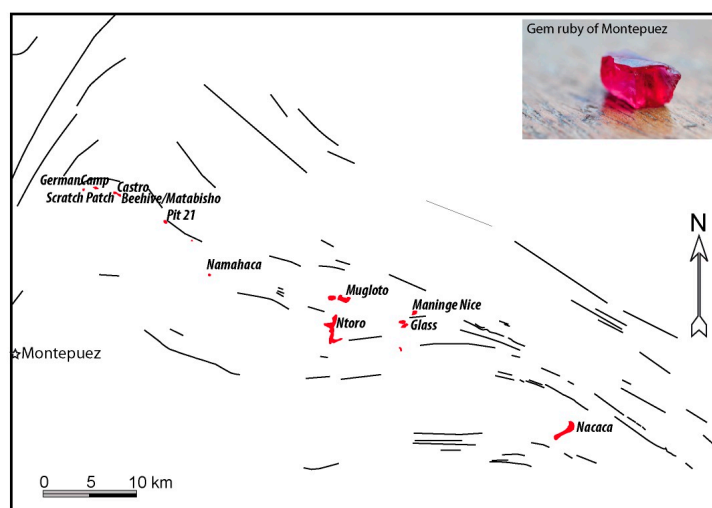 Gem ruby of Montepuez
GermanCamp
Castro
Scratch Patch
Beehive/Matabisho
Pit 21
Namahaca
Mugloto
Maninge Nice
Ntoro
Glass
Montepuez
Nacaca
N
0 5 10 km